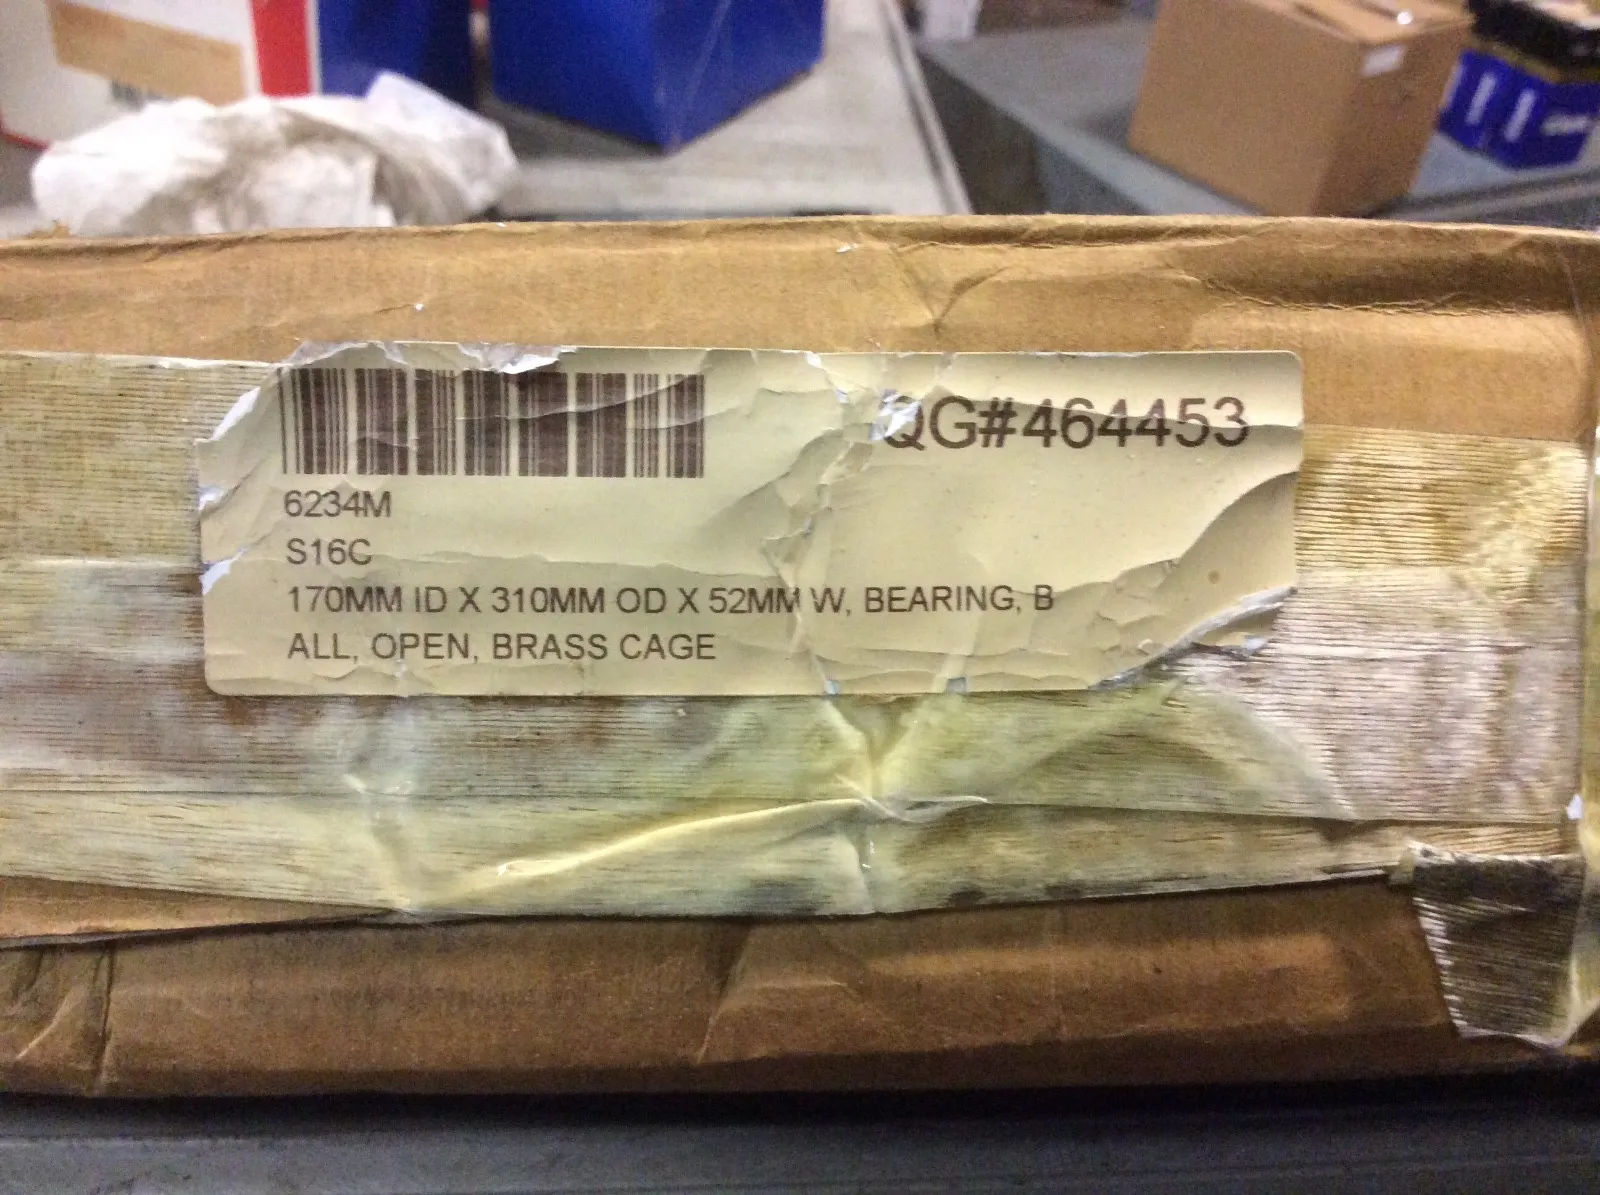 QG#464453
6234M
S16C
170MM ID X 310MM OD X 52MM W, BEARING, B
ALL, OPEN, BRASS CAGE